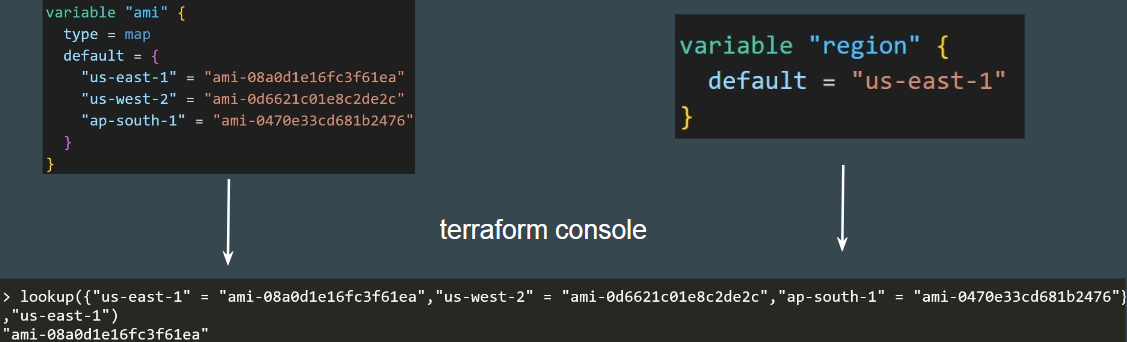 variable "ami" {
  type = map
  default = {
    "us-east-1" = "ami-08a0d1e16fc3f61ea"
    "us-west-2" = "ami-0d6621c01e8c2de2c"
    "ap-south-1" = "ami-0470e33cd681b2476"
  }
}
variable "region" {
  default = "us-east-1"
}
terraform console
> lookup({"us-east-1" = "ami-08a0d1e16fc3f61ea","us-west-2" = "ami-0d6621c01e8c2de2c","ap-south-1" = "ami-0470e33cd681b2476"}
,"us-east-1")
"ami-08a0d1e16fc3f61ea"